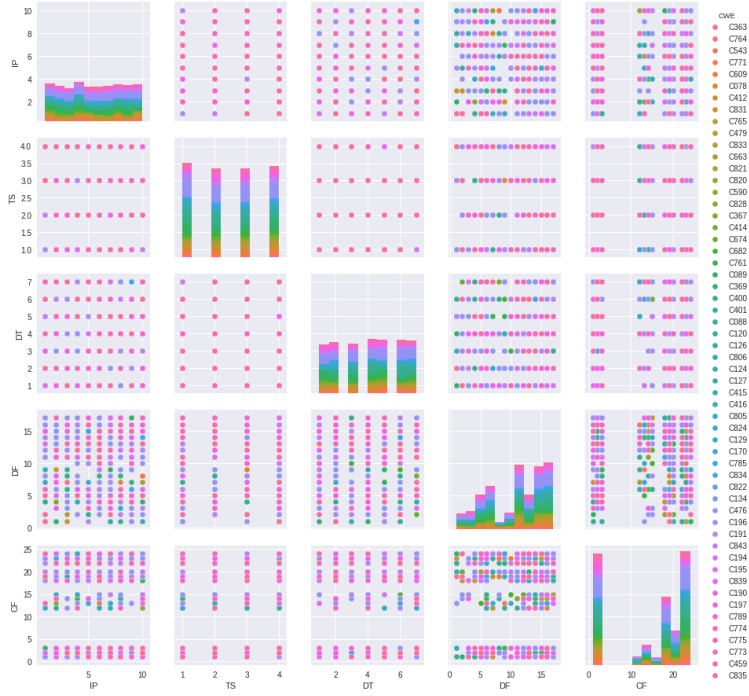 CWE
C363
C764
C543
C771
C609
C078
C412
C831
C765
C479
C833
C663
C821
C820
C590
C828
C367
C414
C674
C682
C761
C089
C369
C400
C401
C088
C120
C126
C806
C124
C127
C415
C416
C805
C824
C129
C170
C785
C834
C822
C134
C476
C196
C191
C843
C194
C195
C839
C190
C197
C789
C774
C775
C773
C459
C835
IP
10
8
6
4
2
TS
4.0
3.5
3.0
2.5
2.0
1.5
1.0
DT
7
6
5
4
3
2
1
DF
15
10
5
0
CF
25
20
15
10
5
0
5 10
1 2 3 4
2 4 6
0 5 10 15
0 10 20
IP TS DT DF CF